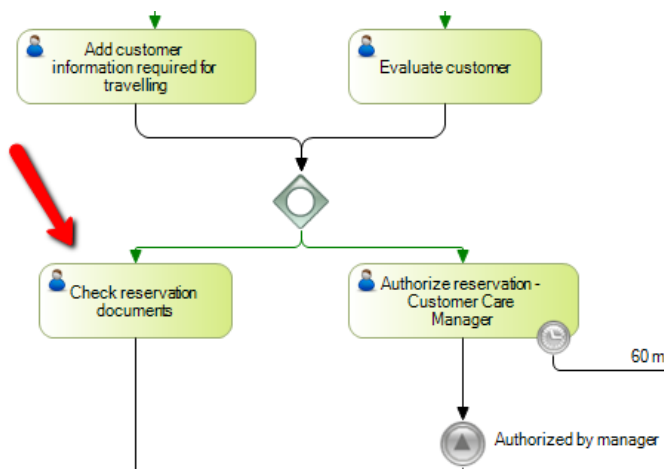 Add customer
information required for
travelling
Evaluate customer
Check reservation
documents
Authorize reservation -
Customer Care
Manager
60 m
Authorized by manager